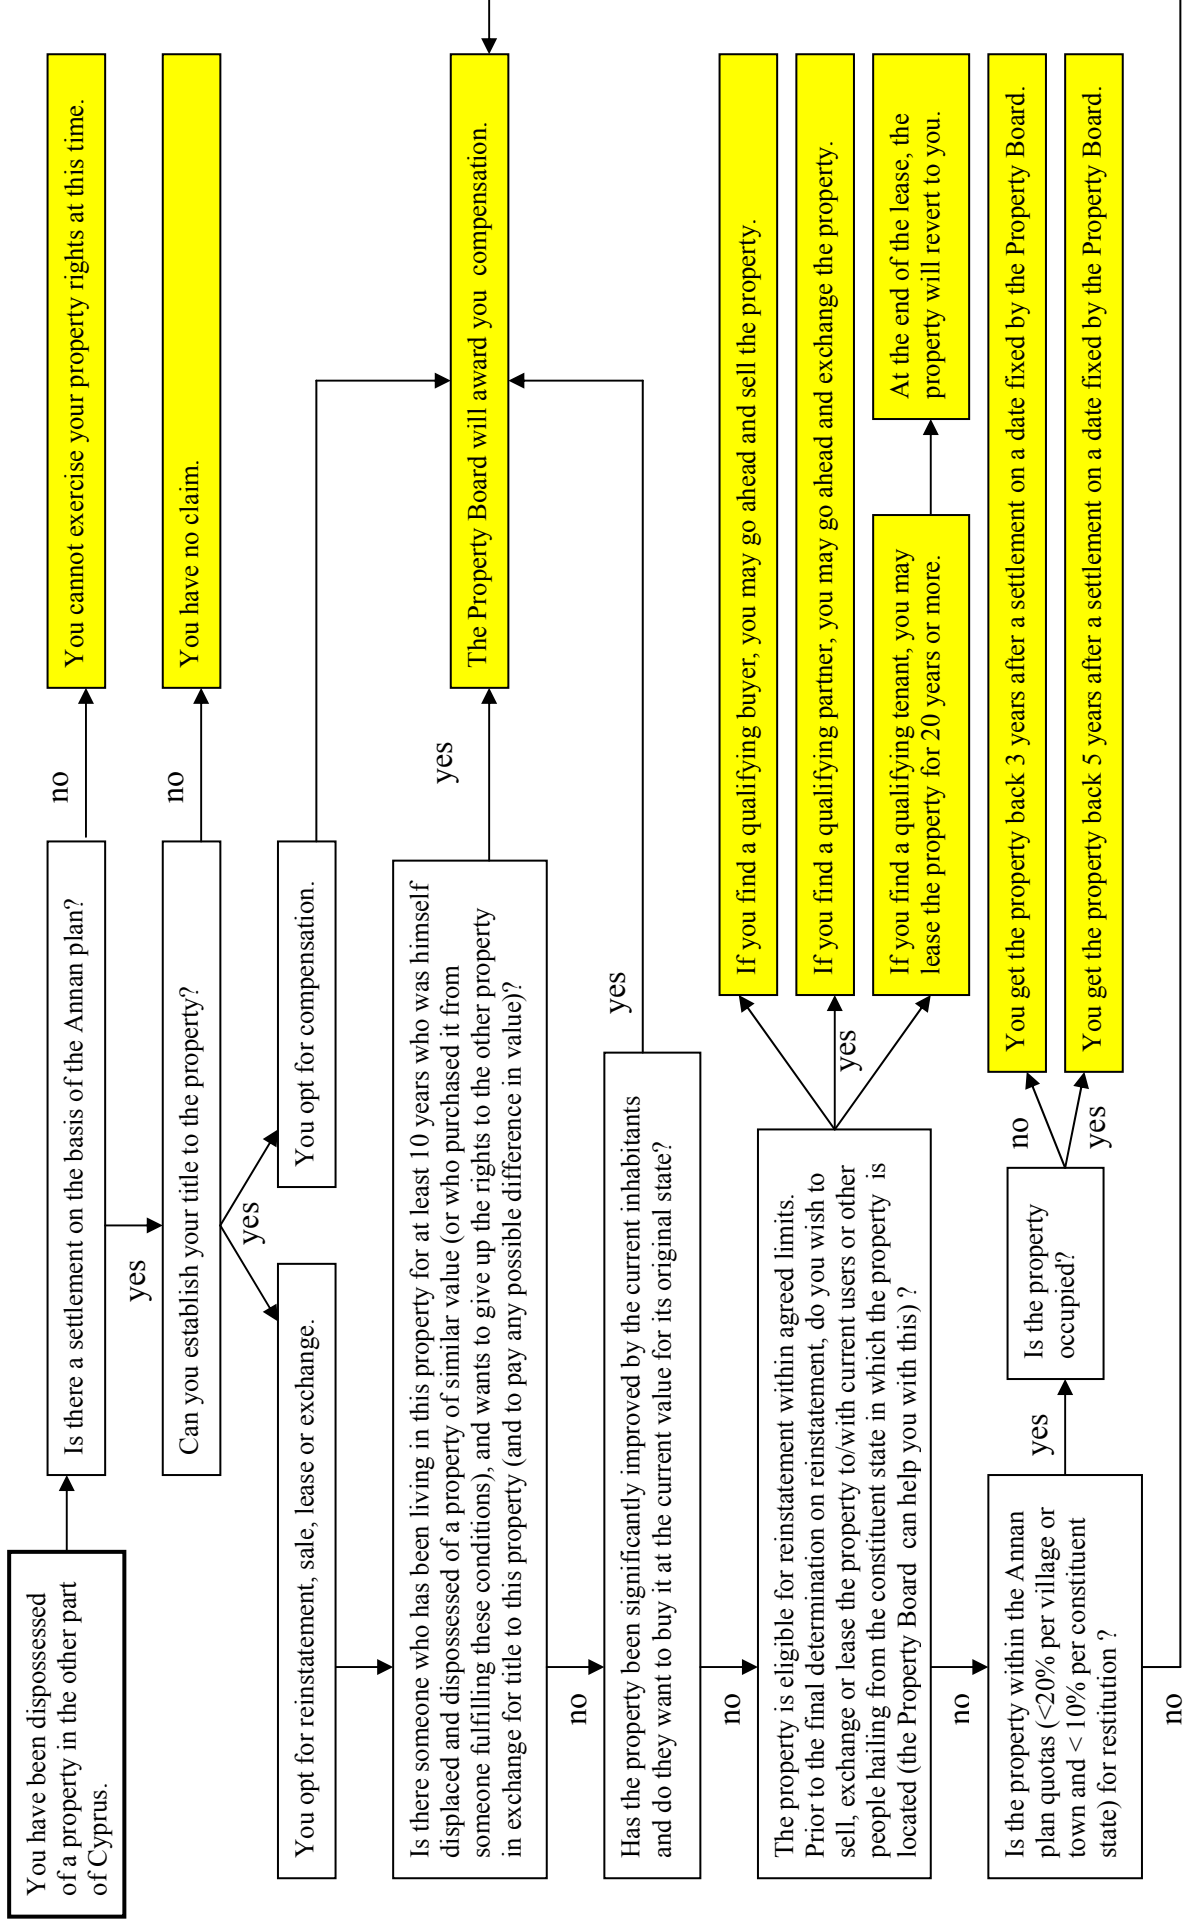 You have been dispossessed
of a property in the other part
of Cyprus.
Is there a settlement on the basis of the Annan plan?
no
You cannot exercise your property rights at this time.
yes
Can you establish your title to the property?
no
You have no claim.
yes
You opt for reinstatement, sale, lease or exchange.
You opt for compensation.
Is there someone who has been living in this property for at least 10 years who was himself
displaced and dispossessed of a property of similar value (or who purchased it from
someone fulfilling these conditions), and wants to give up the rights to the other property
in exchange for title to this property (and to pay any possible difference in value)?
yes
The Property Board will award you compensation.
no
Has the property been significantly improved by the current inhabitants
and do they want to buy it at the current value for its original state?
yes
no
The property is eligible for reinstatement within agreed limits.
Prior to the final determination on reinstatement, do you wish to
sell, exchange or lease the property to/with current users or other
people hailing from the constituent state in which the property is
located (the Property Board can help you with this) ?
yes
If you find a qualifying buyer, you may go ahead and sell the property.
If you find a qualifying partner, you may go ahead and exchange the property.
If you find a qualifying tenant, you may
lease the property for 20 years or more.
At the end of the lease, the
property will revert to you.
no
Is the property within the Annan
plan quotas (<20% per village or
town and < 10% per constituent
state) for restitution ?
yes
Is the property
occupied?
no
You get the property back 3 years after a settlement on a date fixed by the Property Board.
yes
You get the property back 5 years after a settlement on a date fixed by the Property Board.
no